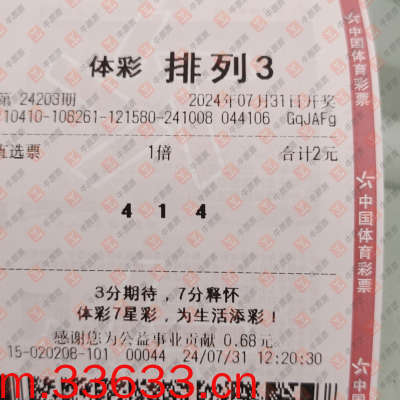 体彩 排列3
第 24203期 2024年07月31日开奖
10410-108261-121580-241008 044106 GqJAFg
直选票 1倍 合计2元
4 1 4
3分期待，7分释怀
体彩7星彩，为生活添彩！
感谢您为公益事业贡献 0.68元
15-020208-101 00044 24/07/31 12:20:30
m.33633.cn
中国体育彩票
中国体育彩票